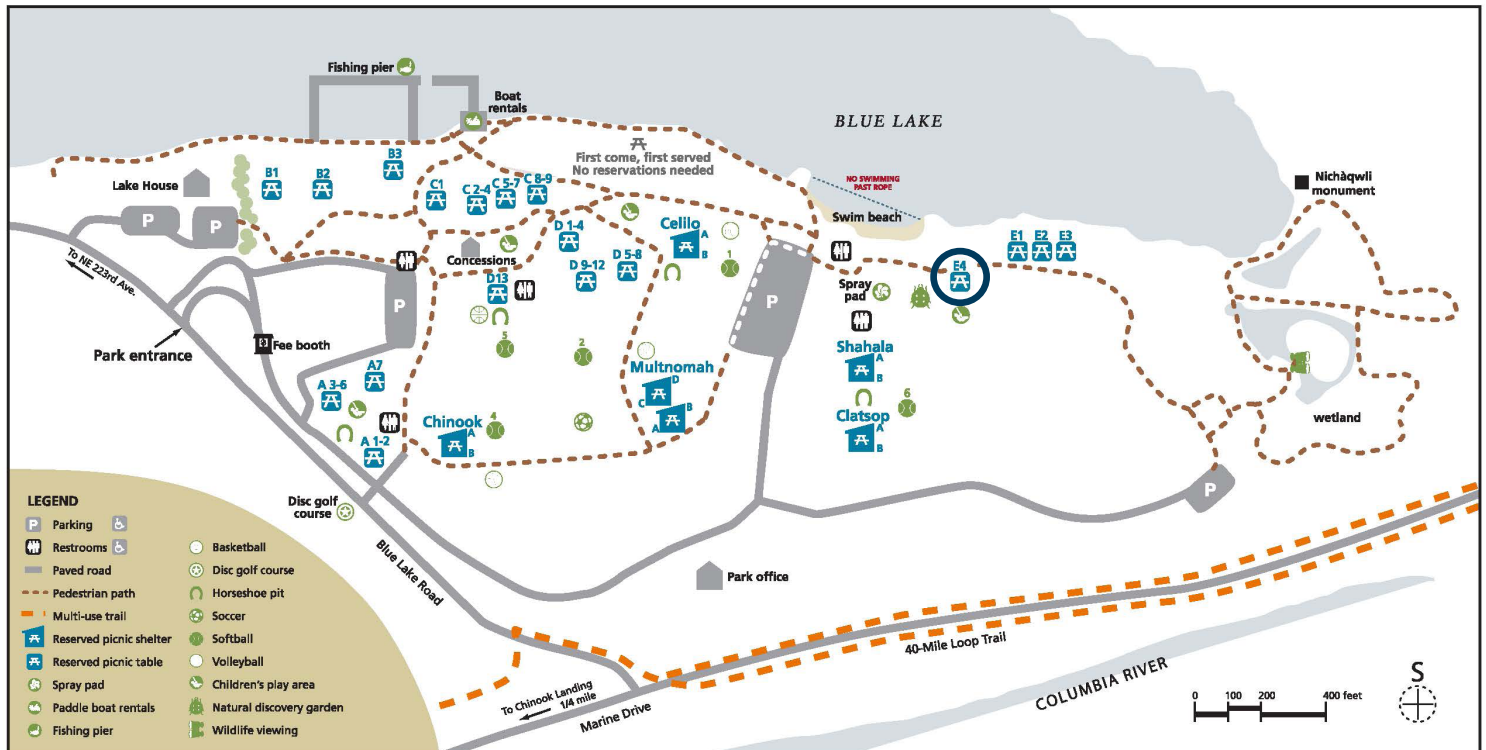 Fishing pier
Boat
rentals
BLUE LAKE
First come, first served
No reservations needed
NO SWIMMING
PAST ROPE
Swim beach
Nichàqwli
monument
Lake House
B1
B2
B3
C1
C 2-4
C 5-7
C 8-9
P
P
To NE 223rd Ave.
Concessions
D 1-4
D 5-8
D 9-12
D13
Celilo
A
B
1
E1
E2
E3
E4
Spray
pad
P
P
Park entrance
Fee booth
5
2
A7
A 3-6
A 1-2
Chinook
A
B
4
Multnomah
D
C
B
A
Shahala
A
B
6
Clatsop
A
B
wetland
P
Disc golf
course
Blue Lake Road
Park office
40-Mile Loop Trail
To Chinook Landing
1/4 mile
Marine Drive
COLUMBIA RIVER
0 100 200 400 feet
S
LEGEND
P Parking
Restrooms
Paved road
Pedestrian path
Multi-use trail
Reserved picnic shelter
Reserved picnic table
Spray pad
Paddle boat rentals
Fishing pier
Basketball
Disc golf course
Horseshoe pit
Soccer
Softball
Volleyball
Children's play area
Natural discovery garden
Wildlife viewing